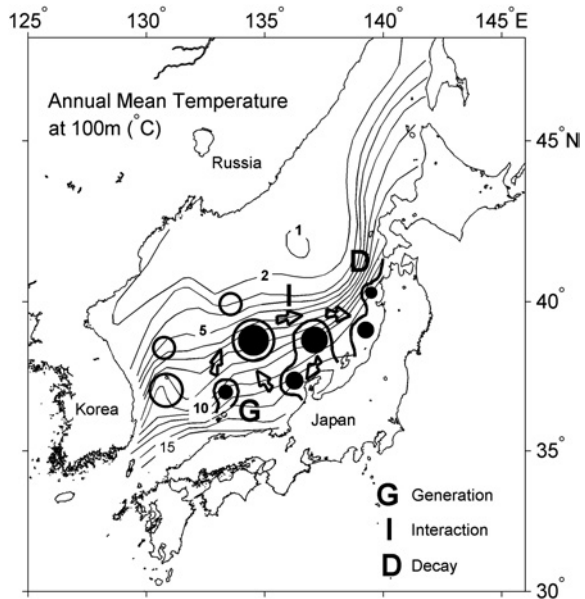 125° 130° 135° 140° 145°E
Annual Mean Temperature
at 100m (°C)
Russia
45°N
1
2
D
I
40°
5
Korea
10
G
Japan
15
35°
G Generation
I Interaction
D Decay
30°